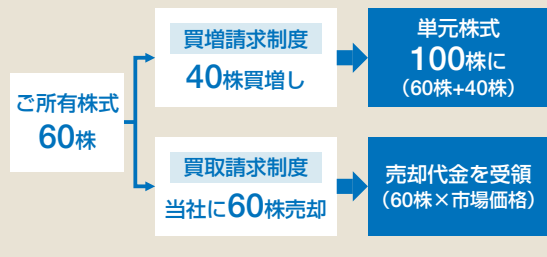 ご所有株式
60株
買増請求制度
40株買増し
単元株式
100株に
（60株+40株）
買取請求制度
当社に60株売却
売却代金を受領
（60株×市場価格）